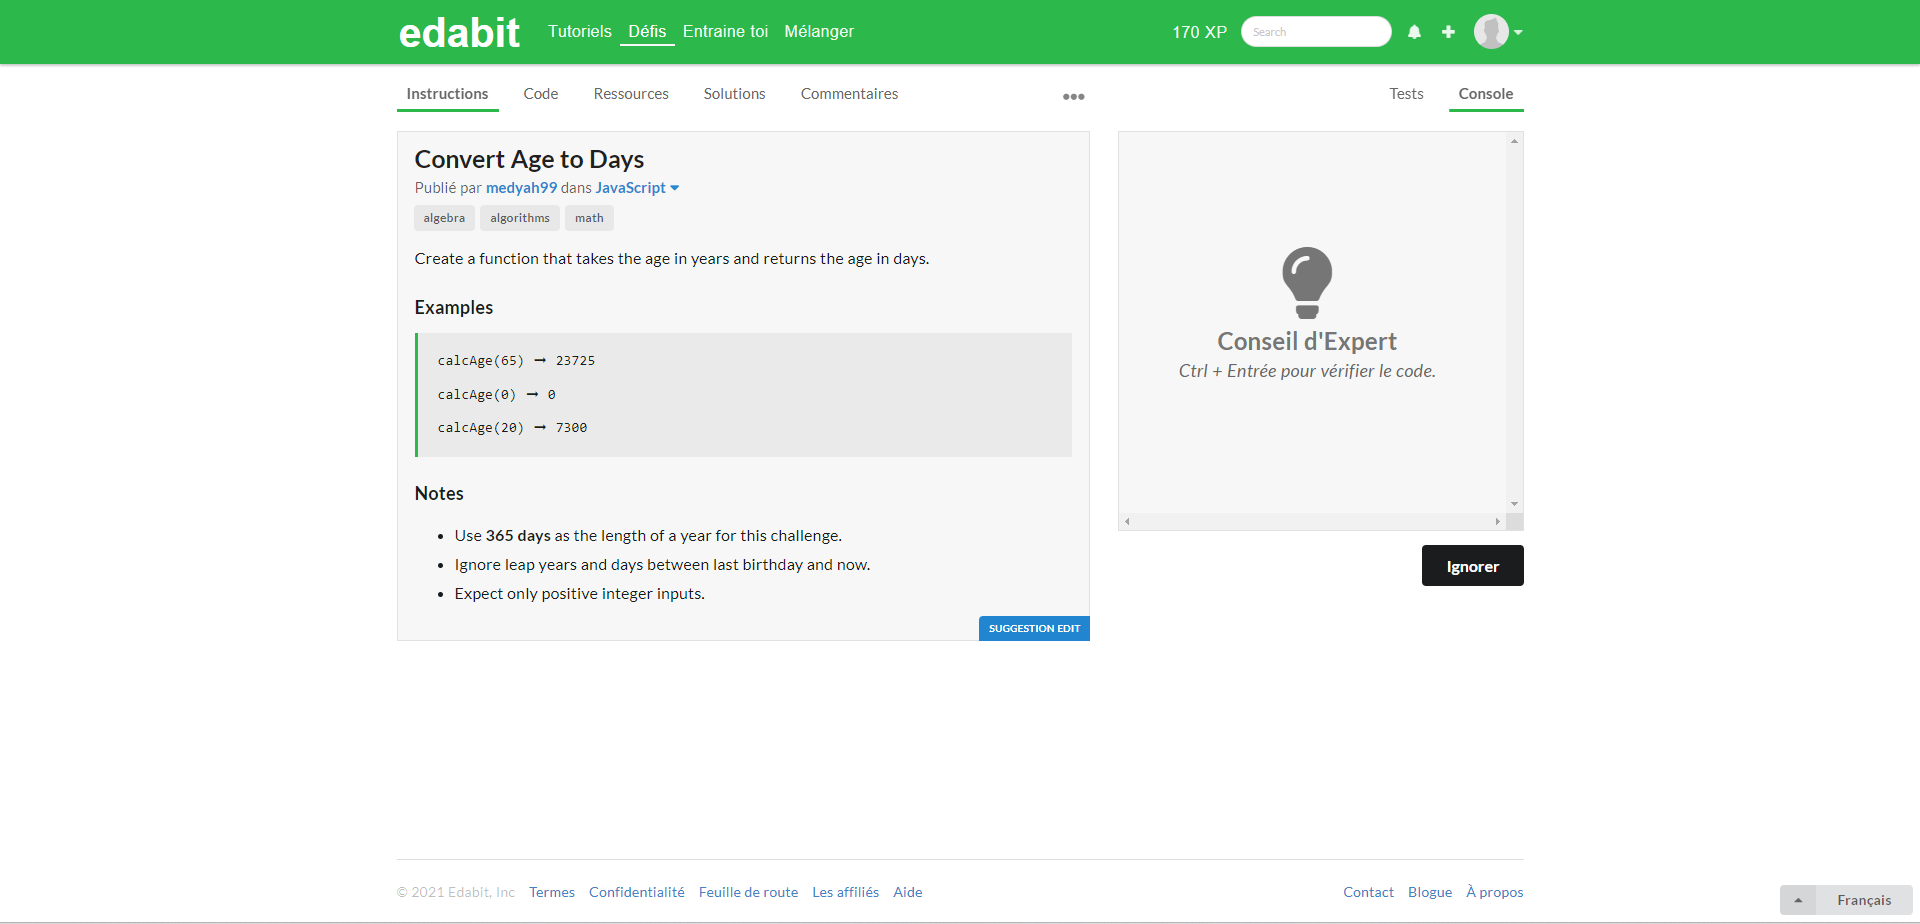 edabit Tutoriels Défis Entraine toi Mélanger 170 XP Search
Instructions Code Ressources Solutions Commentaires ••• Tests Console
Convert Age to Days
Publié par medyah99 dans JavaScript
algebra algorithms math
Create a function that takes the age in years and returns the age in days.
Examples
calcAge(65) ➞ 23725
calcAge(0) ➞ 0
calcAge(20) ➞ 7300
Notes
• Use 365 days as the length of a year for this challenge.
• Ignore leap years and days between last birthday and now.
• Expect only positive integer inputs.
SUGGESTION EDIT
Conseil d'Expert
Ctrl + Entrée pour vérifier le code.
Ignorer
© 2021 Edabit, Inc Termes Confidentialité Feuille de route Les affiliés Aide Contact Blogue À propos
Français